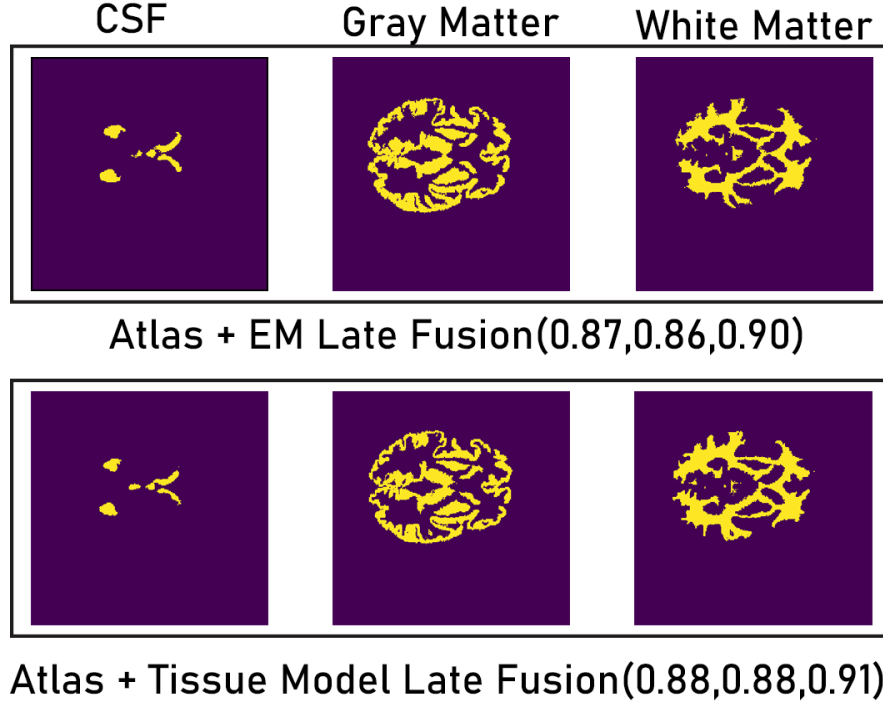 CSF Gray Matter White Matter
Atlas + EM Late Fusion(0.87,0.86,0.90)
Atlas + Tissue Model Late Fusion(0.88,0.88,0.91)